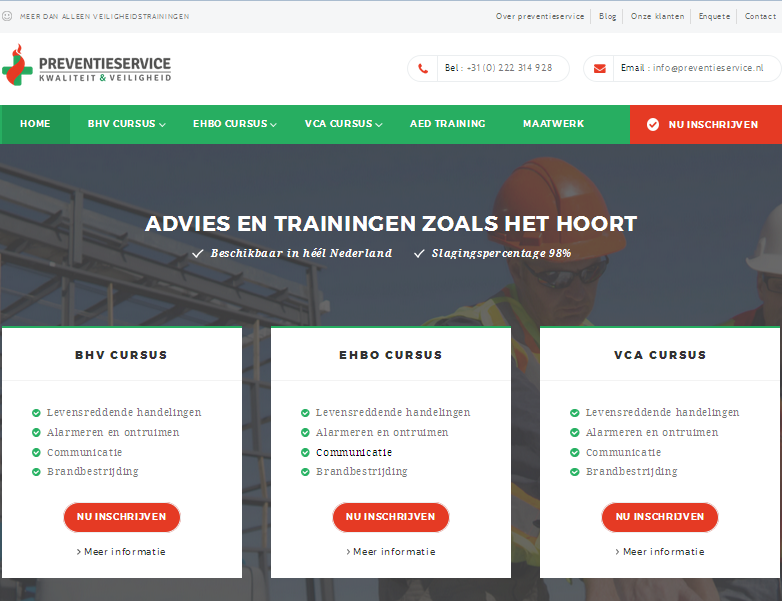 MEER DAN ALLEEN VEILIGHEIDSTRAININGEN
Over preventieservice Blog Onze klanten Enquete Contact
PREVENTIESERVICE
KWALITEIT & VEILIGHEID
Bel : +31 (0) 222 314 928
Email : info@preventieservice.nl
HOME BHV CURSUS EHBO CURSUS VCA CURSUS AED TRAINING MAATWERK NU INSCHRIJVEN
ADVIES EN TRAININGEN ZOALS HET HOORT
Beschikbaar in héél Nederland Slagingspercentage 98%
BHV CURSUS
Levensreddende handelingen
Alarmeren en ontruimen
Communicatie
Brandbestrijding
NU INSCHRIJVEN
> Meer informatie
EHBO CURSUS
Levensreddende handelingen
Alarmeren en ontruimen
Communicatie
Brandbestrijding
NU INSCHRIJVEN
> Meer informatie
VCA CURSUS
Levensreddende handelingen
Alarmeren en ontruimen
Communicatie
Brandbestrijding
NU INSCHRIJVEN
> Meer informatie